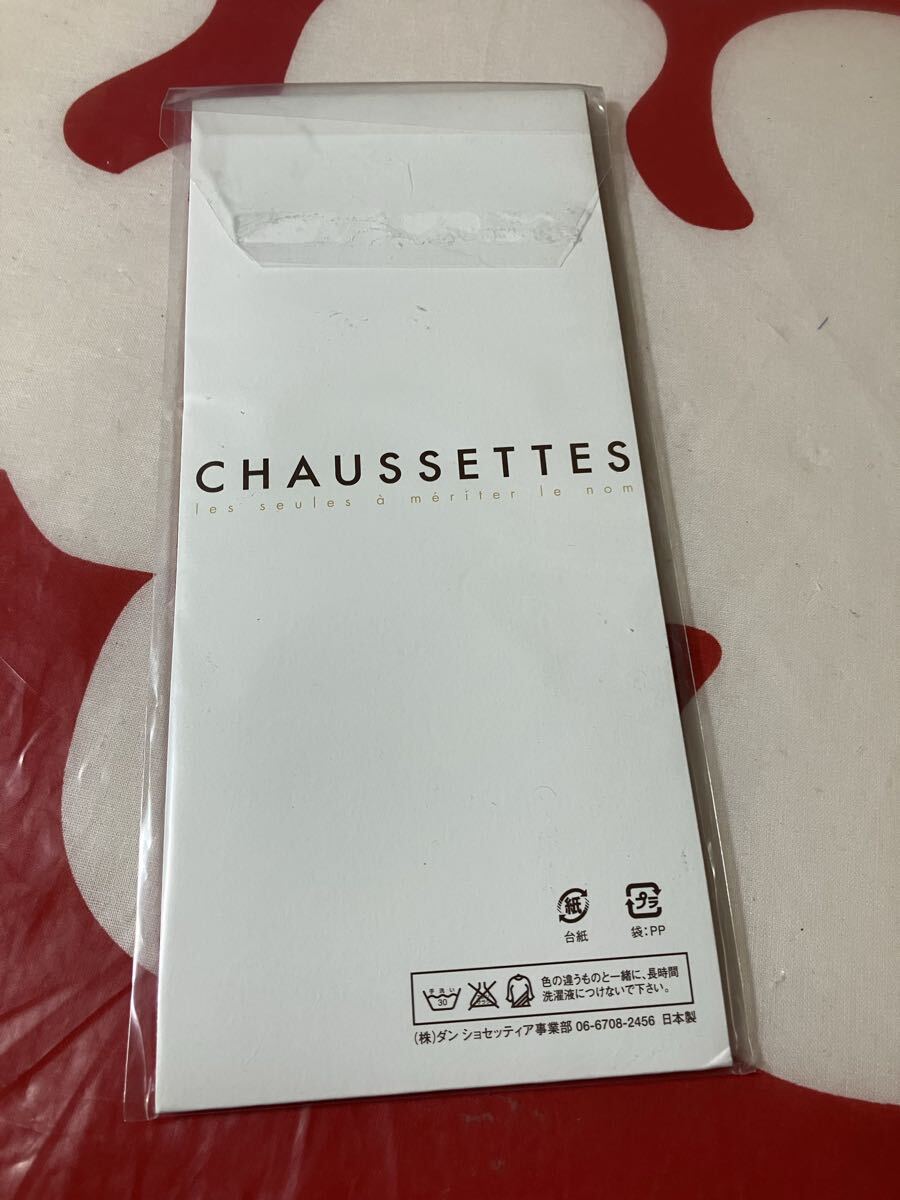 CHAUSSETTES
les seules à mériter le nom
紙 プラ
台紙 袋:PP
手洗い
30
色の違うものと一緒に、長時間
洗濯液につけないで下さい。
(株)ダン ショセッティア事業部 06-6708-2456 日本製